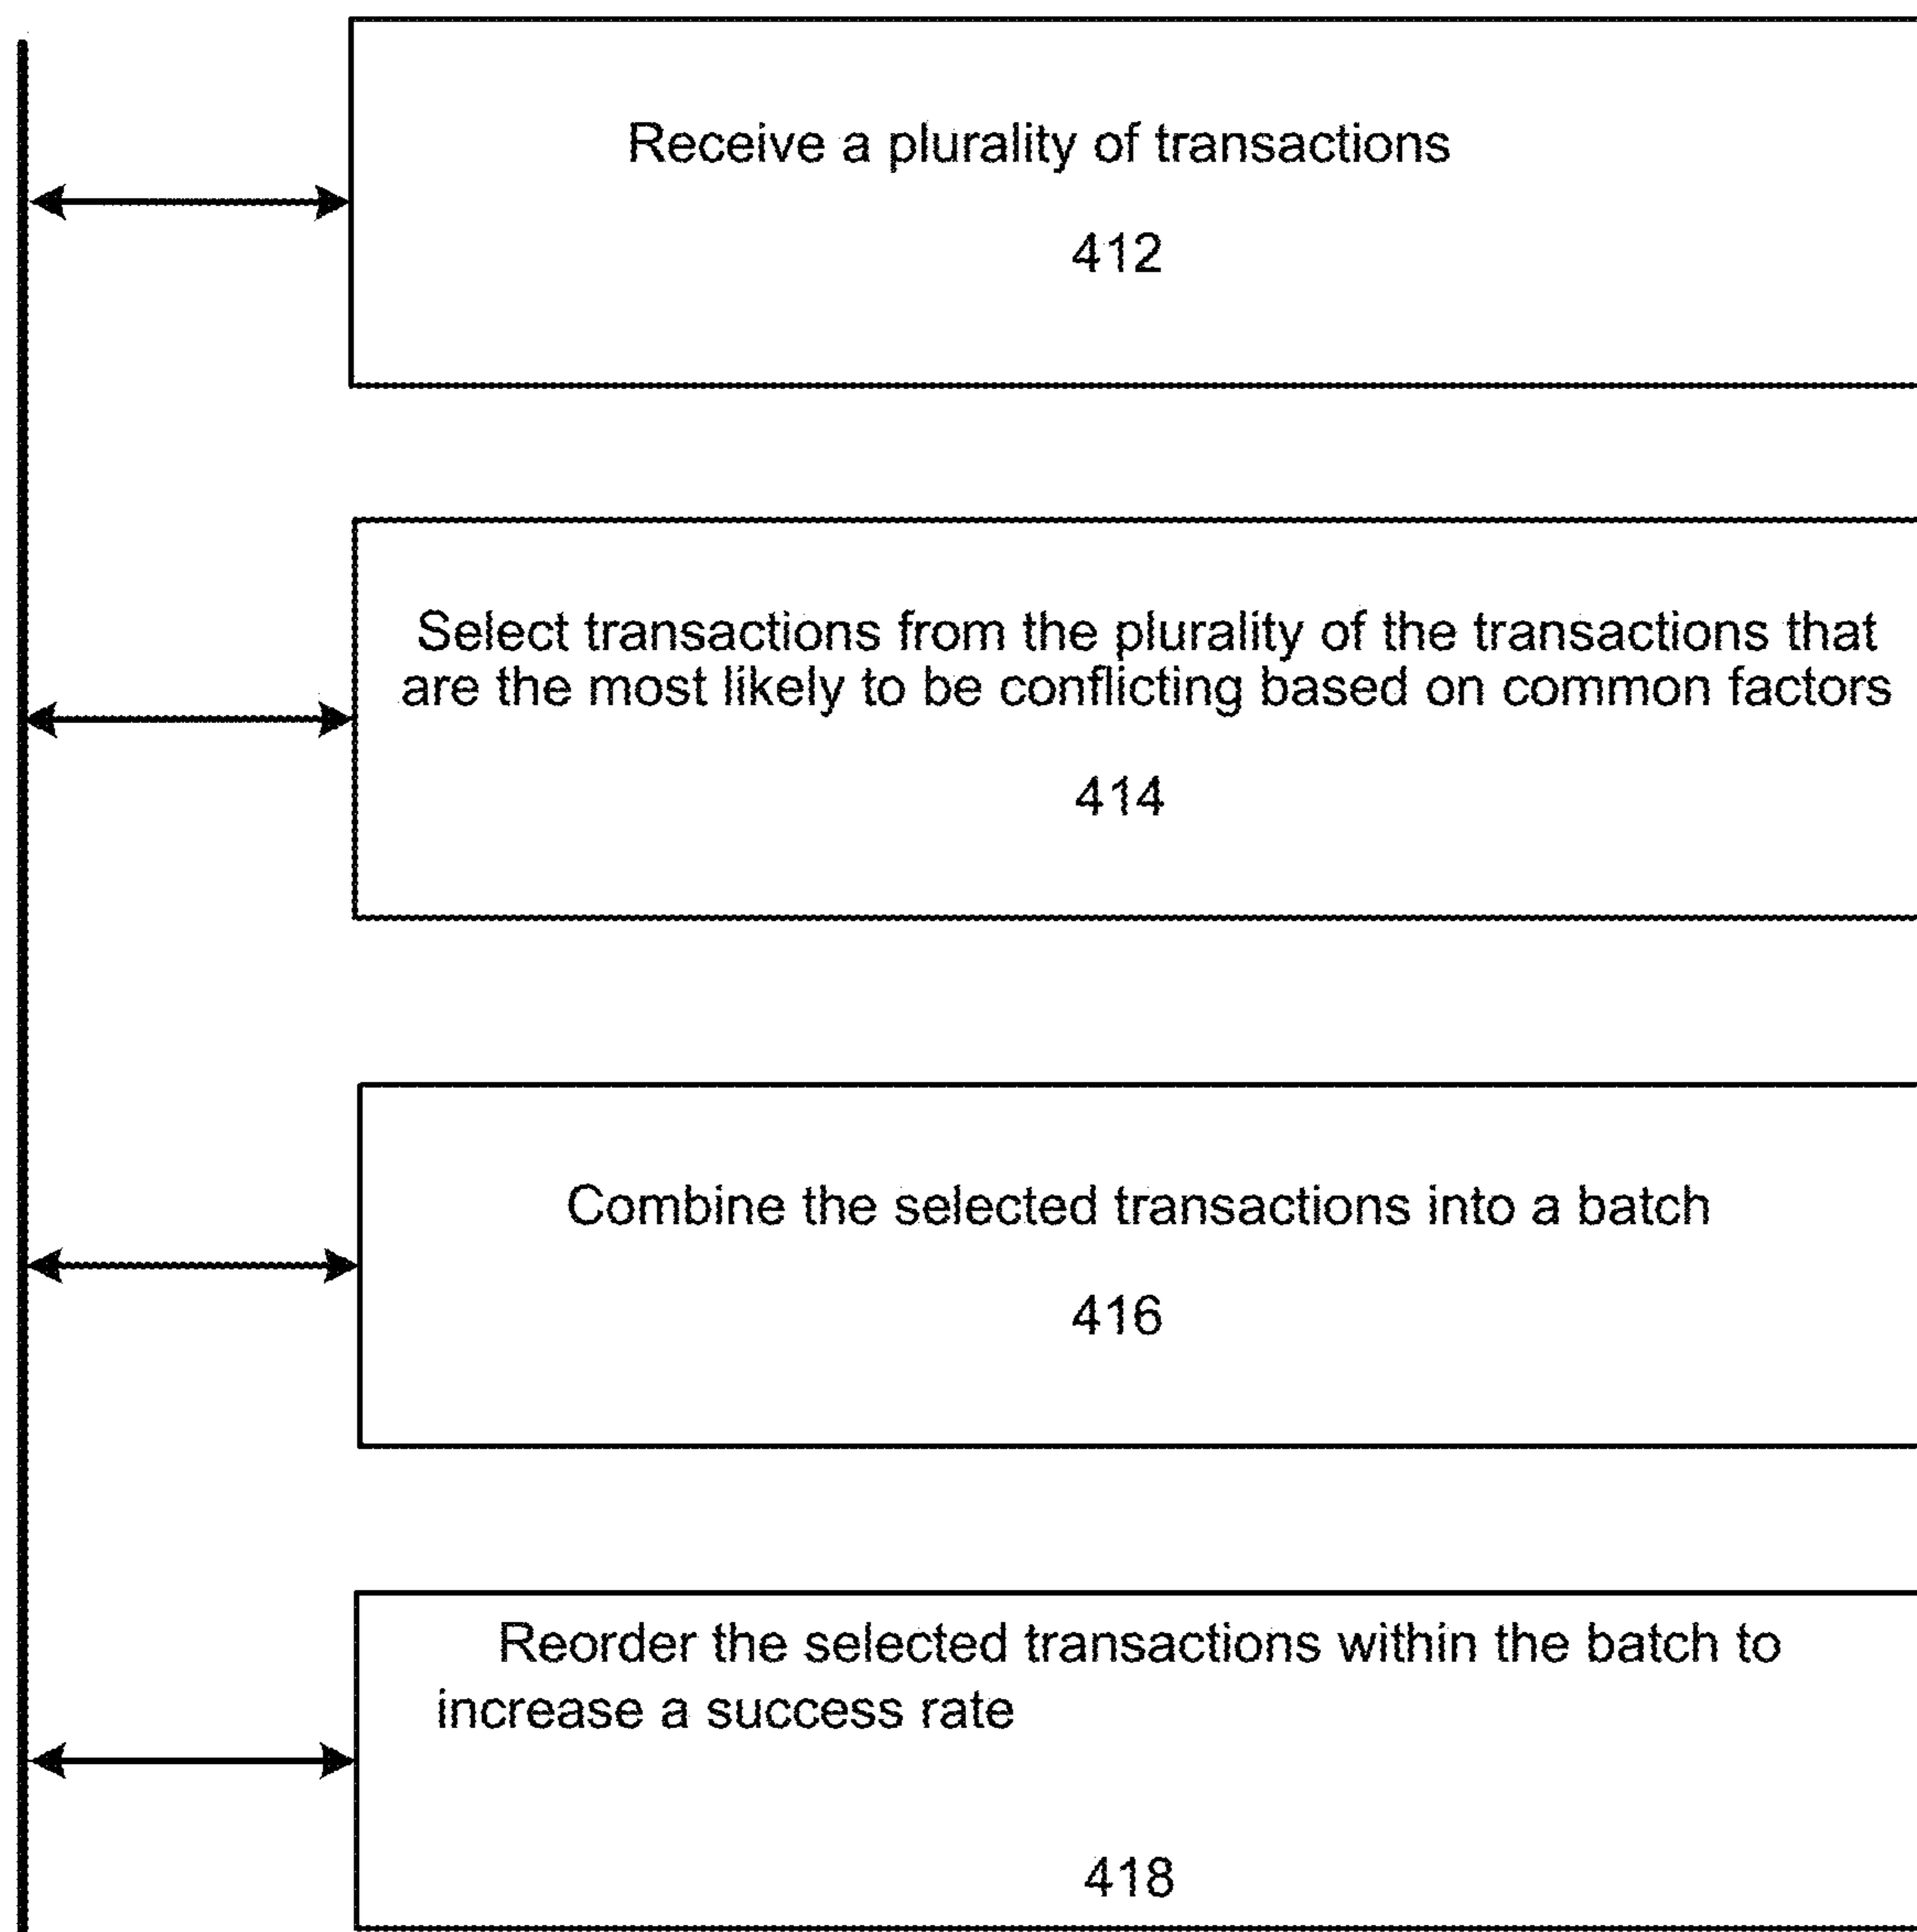 Receive a plurality of transactions
412
Select transactions from the plurality of the transactions that
are the most likely to be conflicting based on common factors
414
Combine the selected transactions into a batch
416
Reorder the selected transactions within the batch to
increase a success rate
418